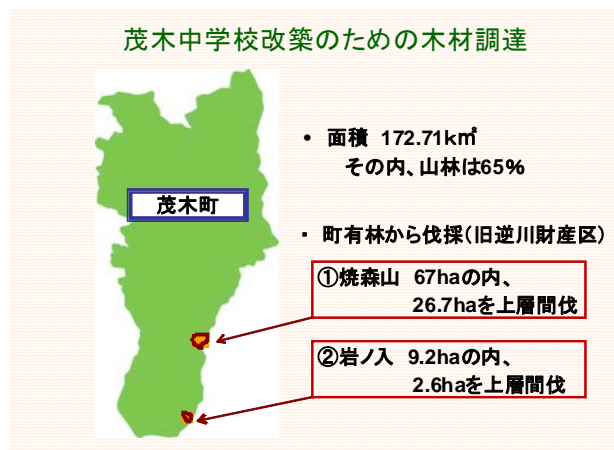 茂木中学校改築のための木材調達
• 面積 172.71k㎡
その内、山林は65%
茂木町
・ 町有林から伐採(旧逆川財産区)
①焼森山 67haの内、
26.7haを上層間伐
②岩ノ入 9.2haの内、
2.6haを上層間伐